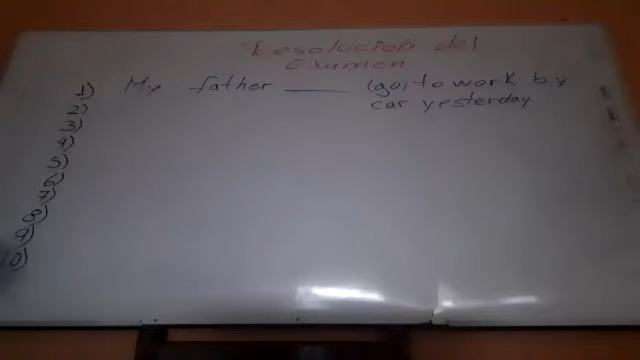 Resolucion del
Examen
1) My father ______ (go) to work by
car yesterday
2)
3)
4)
5)
6)
7)
8)
9)
10)